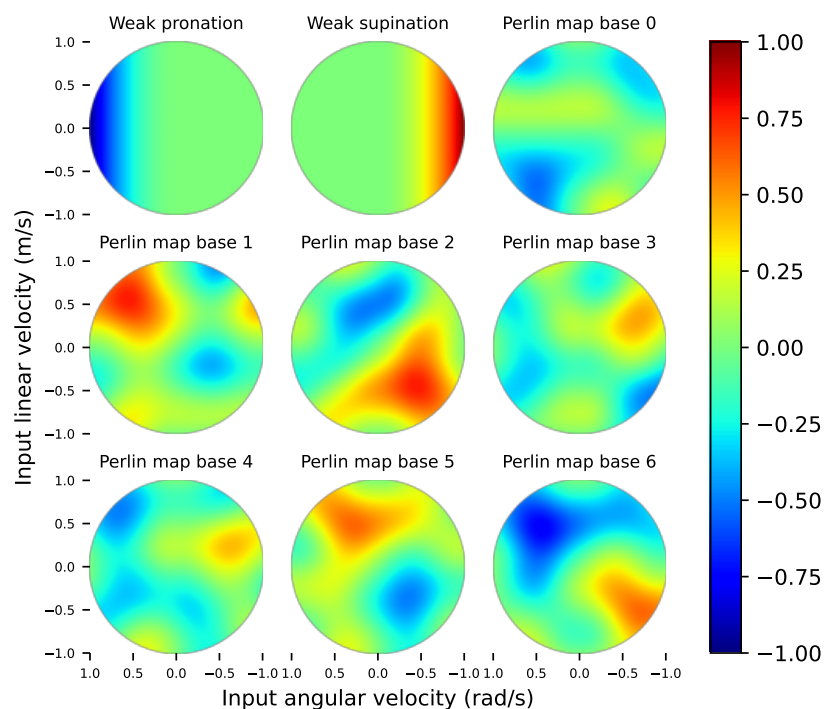 Weak pronation
Weak supination
Perlin map base 0
1.0
0.5
0.0
−0.5
−1.0
Perlin map base 1
Perlin map base 2
Perlin map base 3
1.0
0.5
0.0
−0.5
−1.0
Perlin map base 4
Perlin map base 5
Perlin map base 6
1.0
0.5
0.0
−0.5
−1.0
1.0 0.5 0.0 −0.5 −1.0
1.0 0.5 0.0 −0.5 −1.0
1.0 0.5 0.0 −0.5 −1.0
Input linear velocity (m/s)
Input angular velocity (rad/s)
1.00
0.75
0.50
0.25
0.00
−0.25
−0.50
−0.75
−1.00